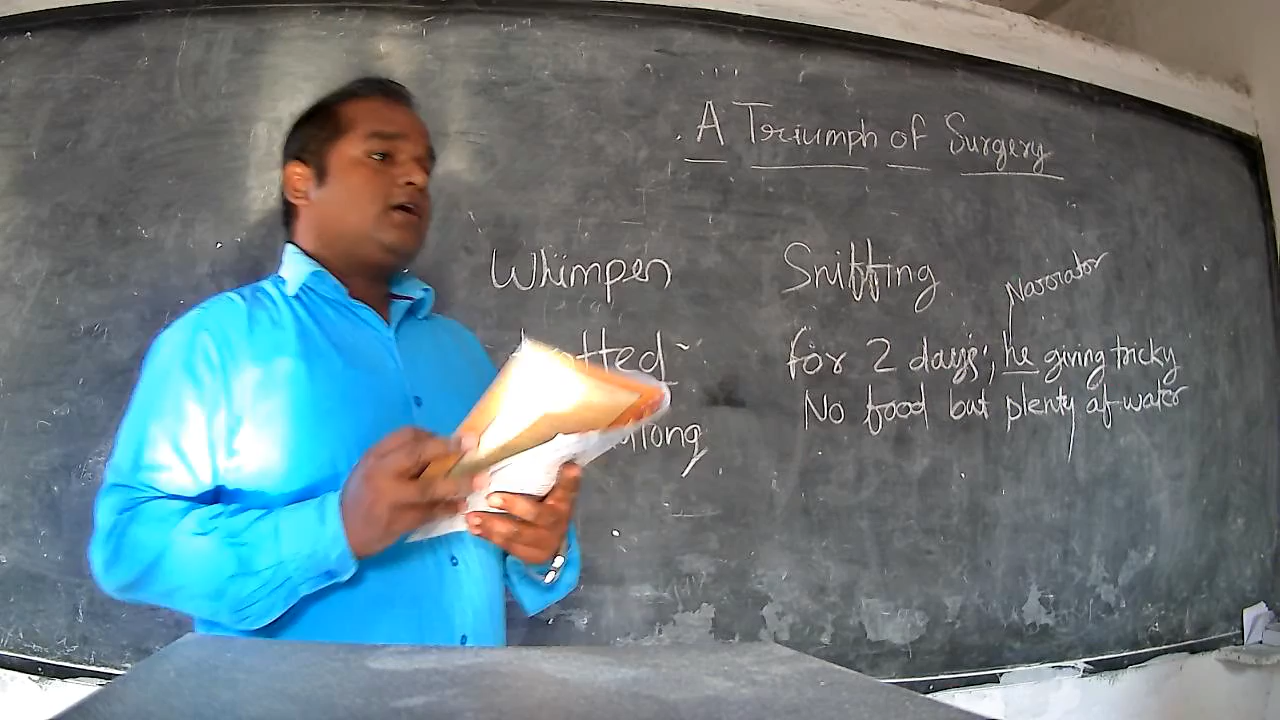 A Triumph of Surgery
Whimper
Sniffing
Narrator
for 2 days; he giving tricky
No food but plenty of water